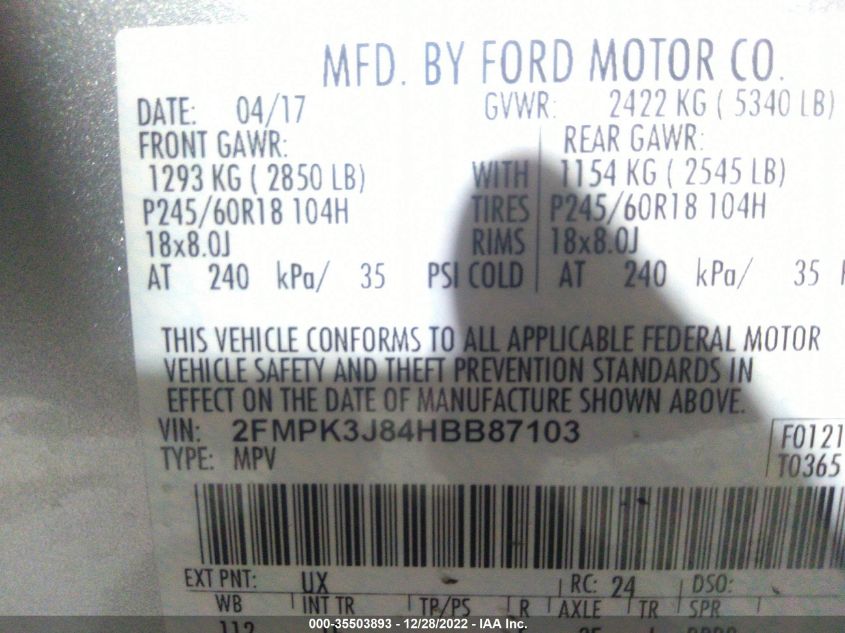 MFD. BY FORD MOTOR CO.
DATE: 04/17 GVWR: 2422 KG ( 5340 LB)
FRONT GAWR: REAR GAWR:
1293 KG ( 2850 LB) WITH 1154 KG ( 2545 LB)
P245/60R18 104H TIRES P245/60R18 104H
18x8.0J RIMS 18x8.0J
AT 240 kPa/ 35 PSI COLD AT 240 kPa/ 35
THIS VEHICLE CONFORMS TO ALL APPLICABLE FEDERAL MOTOR
VEHICLE SAFETY AND THEFT PREVENTION STANDARDS IN
EFFECT ON THE DATE OF MANUFACTURE SHOWN ABOVE.
VIN: 2FMPK3J84HBB87103 F0121
TYPE: MPV T0365
EXT PNT: UX RC: 24 DSO:
WB INT TR TP/PS R AXLE TR SPR
000-35503893 - 12/28/2022 - IAA Inc.